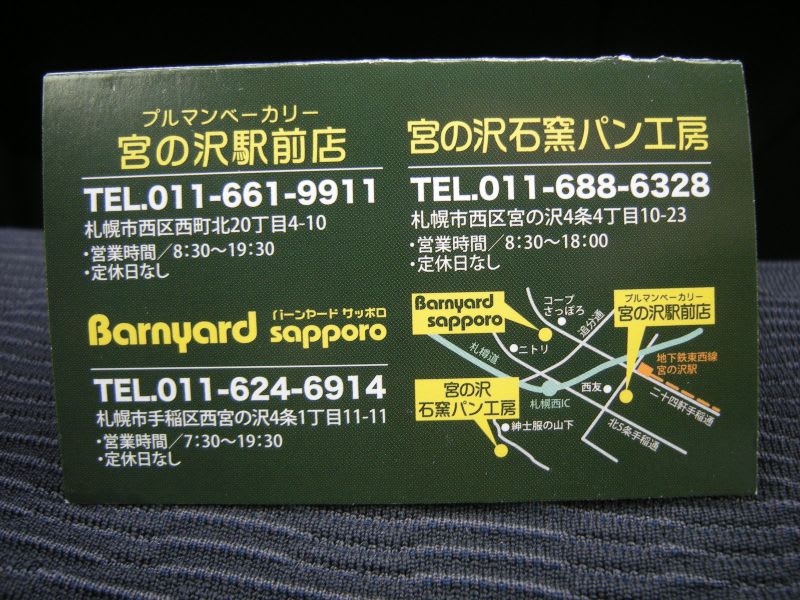 プルマンベーカリー
宮の沢駅前店
TEL.011-661-9911
札幌市西区西町北20丁目4-10
・営業時間／8:30〜19:30
・定休日なし
宮の沢石窯パン工房
TEL.011-688-6328
札幌市西区宮の沢4条4丁目10-23
・営業時間／8:30〜18:00
・定休日なし
Barnyard sapporo
バーンヤード サッポロ
TEL.011-624-6914
札幌市手稲区西宮の沢4条1丁目11-11
・営業時間／7:30〜19:30
・定休日なし
Barnyard
sapporo
コープ
さっぽろ
追分通
プルマンベーカリー
宮の沢駅前店
ニトリ
札樽道
地下鉄東西線
宮の沢駅
西友
札幌西IC
二十四軒手稲通
宮の沢
石窯パン工房
北5条手稲通
紳士服の山下